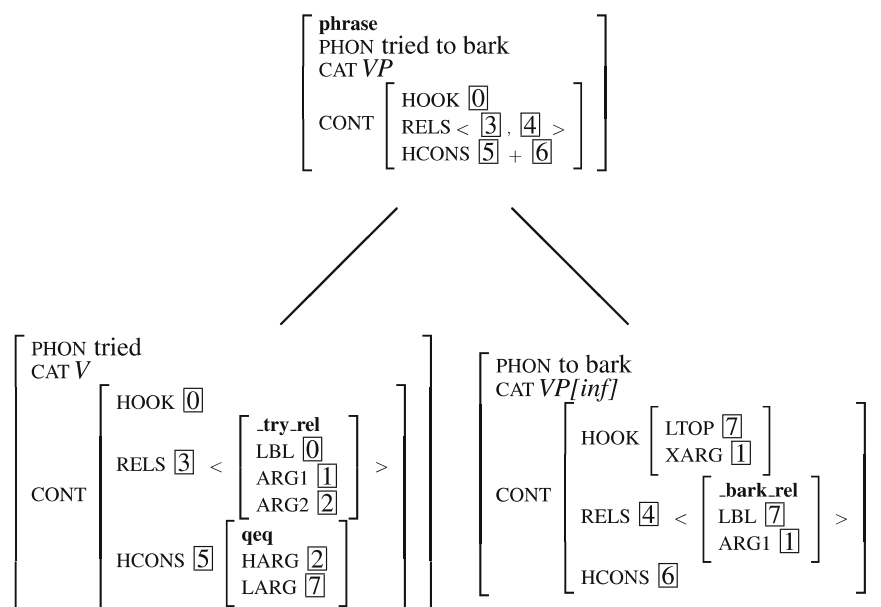 phrase
PHON tried to bark
CAT VP
CONT
HOOK 0
RELS < 3 , 4 >
HCONS 5 + 6
PHON tried
CAT V
CONT
HOOK 0
RELS 3 <
_try_rel
LBL 0
ARG1 1
ARG2 2
>
HCONS 5
qeq
HARG 2
LARG 7
PHON to bark
CAT VP[inf]
CONT
HOOK
LTOP 7
XARG 1
RELS 4 <
_bark_rel
LBL 7
ARG1 1
>
HCONS 6